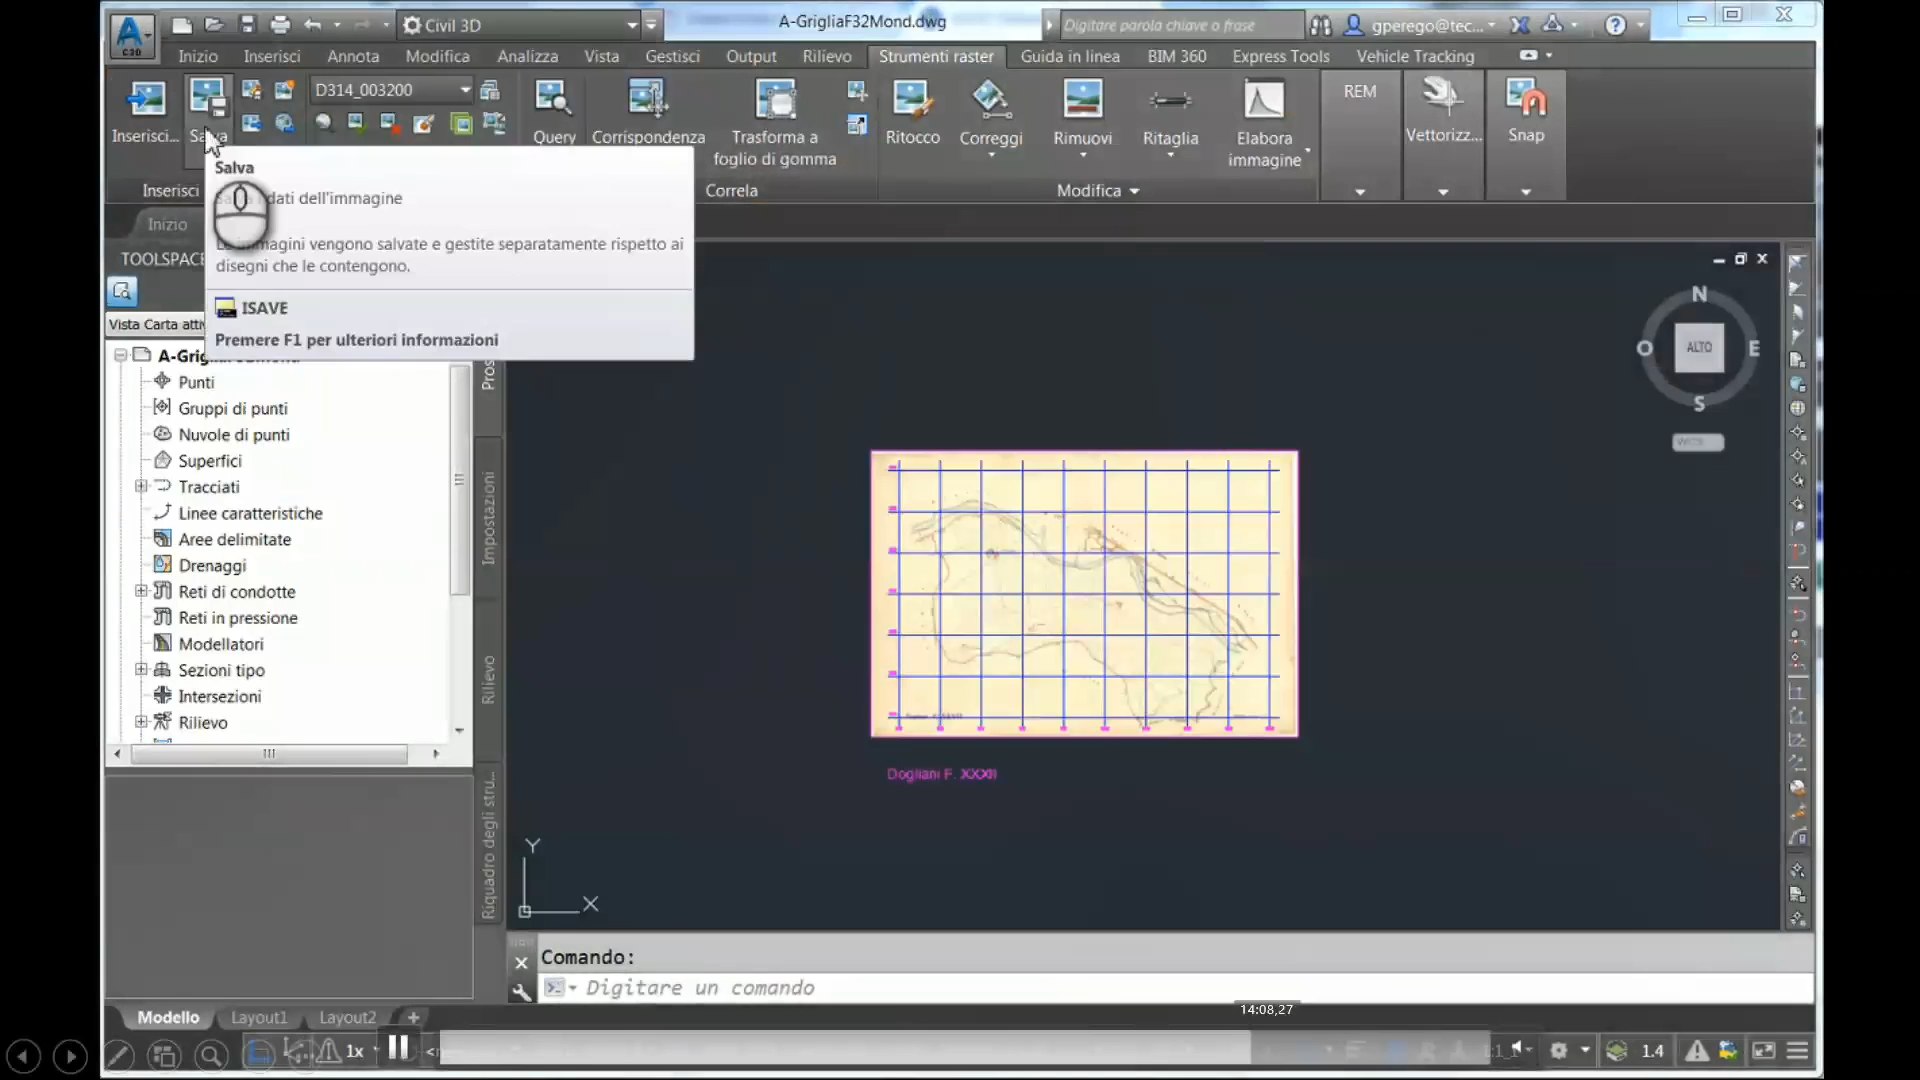 C3D
Civil 3D
A-GrigliaF32Mond.dwg
Digitare parola chiave o frase
gperego@tec...
Inizio
Inserisci
Annota
Modifica
Analizza
Vista
Gestisci
Output
Rilievo
Strumenti raster
Guida in linea
BIM 360
Express Tools
Vehicle Tracking
D314_003200
Inserisci...
Salva
Query
Corrispondenza
Trasforma a
foglio di gomma
Ritocco
Correggi
Rimuovi
Ritaglia
Elabora
immagine
REM
Vettorizz...
Snap
Inserisci
Correla
Modifica
Salva
dati dell'immagine
immagini vengono salvate e gestite separatamente rispetto ai
disegni che le contengono.
ISAVE
Premere F1 per ulteriori informazioni
Inizio
TOOLSPACE
Vista Carta atti
A-Grig
Punti
Gruppi di punti
Nuvole di punti
Superfici
Tracciati
Linee caratteristiche
Aree delimitate
Drenaggi
Reti di condotte
Reti in pressione
Modellatori
Sezioni tipo
Intersezioni
Rilievo
Pros
Impostazioni
Rilievo
Riquadro degli stru...
N
O
ALTO
E
S
Dogliani F. XXXII
Y
X
Comando:
Digitare un comando
14:08,27
Modello
Layout1
Layout2
+
1x
1.4